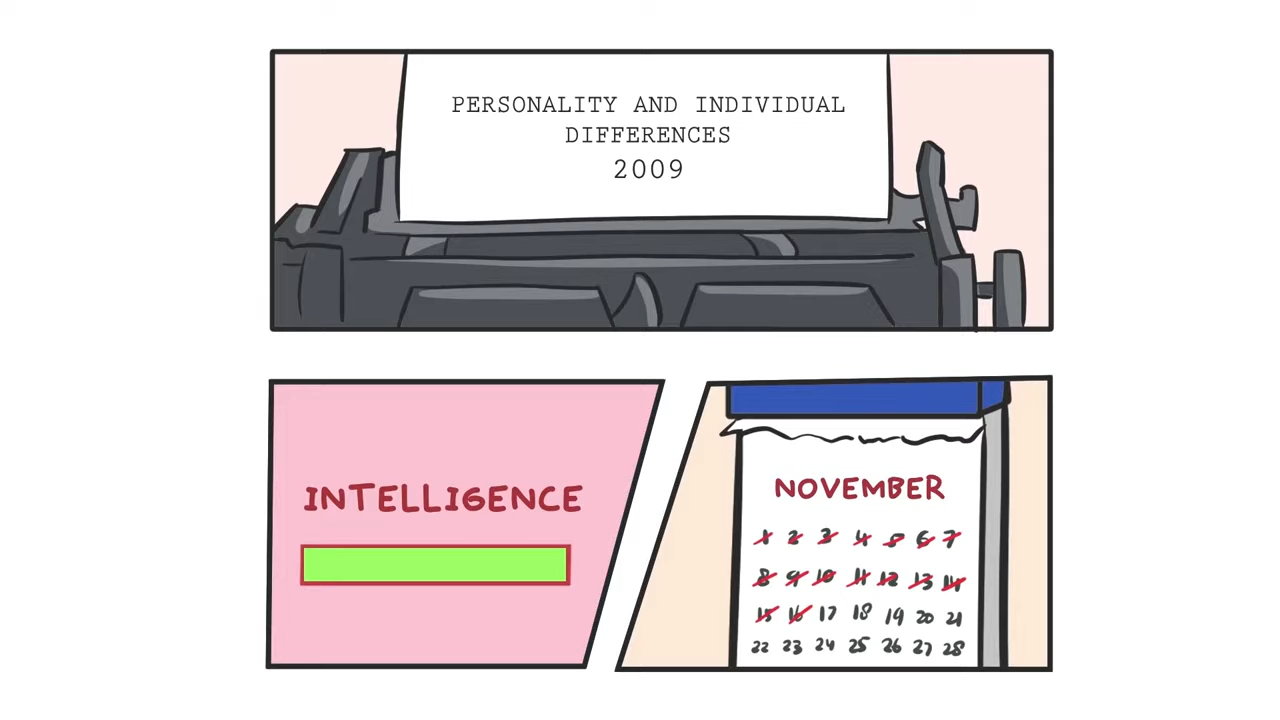 PERSONALITY AND INDIVIDUAL
DIFFERENCES
2009
INTELLIGENCE
NOVEMBER
1 2 3 4 5 6 7
8 9 10 11 12 13 14
15 16 17 18 19 20 21
22 23 24 25 26 27 28